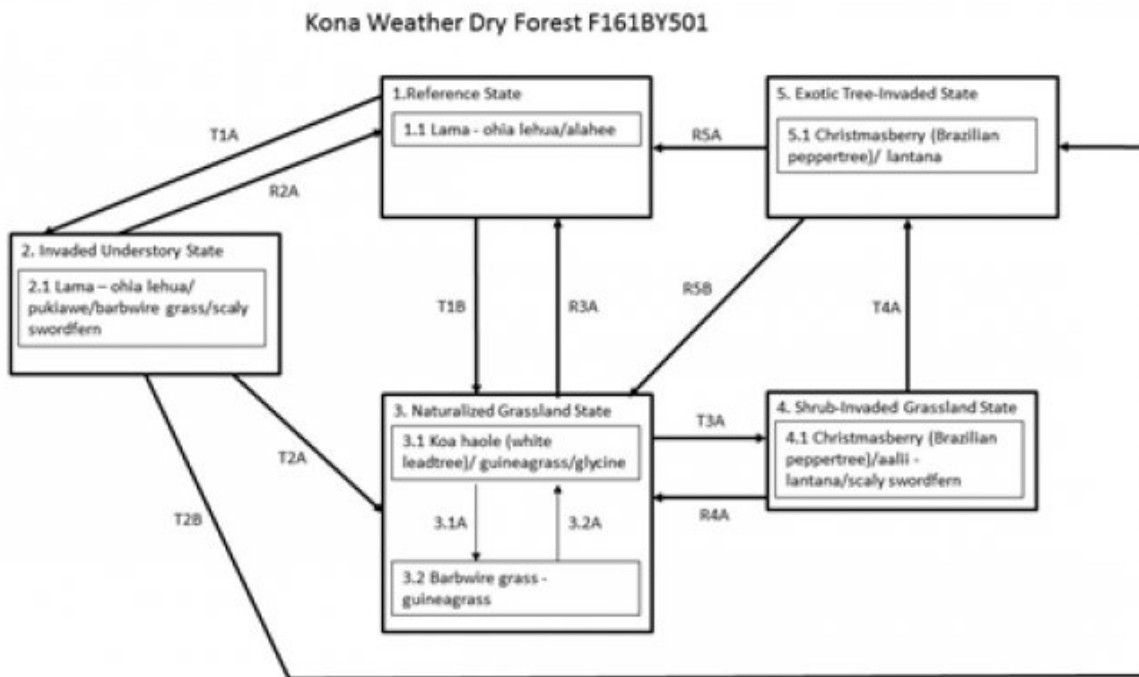 Kona Weather Dry Forest F161BY501
1.Reference State
1.1 Lama - ohia lehua/alahee
5. Exotic Tree-Invaded State
5.1 Christmasberry (Brazilian
peppertree)/ lantana
T1A
R2A
R5A
2. Invaded Understory State
2.1 Lama – ohia lehua/
pukiawe/barbwire grass/scaly
swordfern
T1B
R3A
R5B
T4A
3. Naturalized Grassland State
3.1 Koa haole (white
leadtree)/ guineagrass/glycine
3.1A
3.2A
3.2 Barbwire grass -
guineagrass
T3A
R4A
4. Shrub-Invaded Grassland State
4.1 Christmasberry (Brazilian
peppertree)/aalii -
lantana/scaly swordfern
T2A
T2B